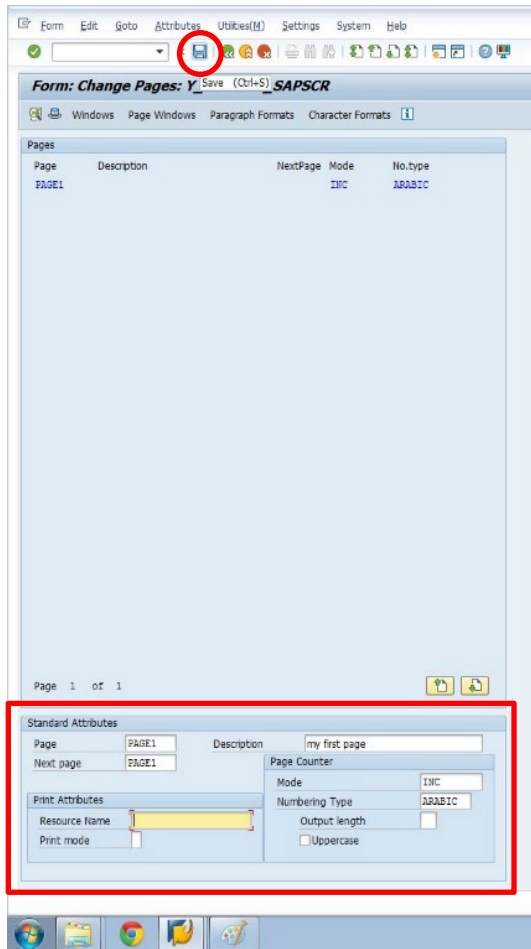 Form Edit Goto Attributes Utilities(M) Settings System Help
Form: Change Pages: Y_ Save (Ctrl+S) _SAPSCR
Windows Page Windows Paragraph Formats Character Formats
Pages
Page Description NextPage Mode No.type
PAGE1 INC ARABIC
Page 1 of 1
Standard Attributes
Page PAGE1 Description my first page
Next page PAGE1 Page Counter
Mode INC
Print Attributes Numbering Type ARABIC
Resource Name Output length
Print mode Uppercase